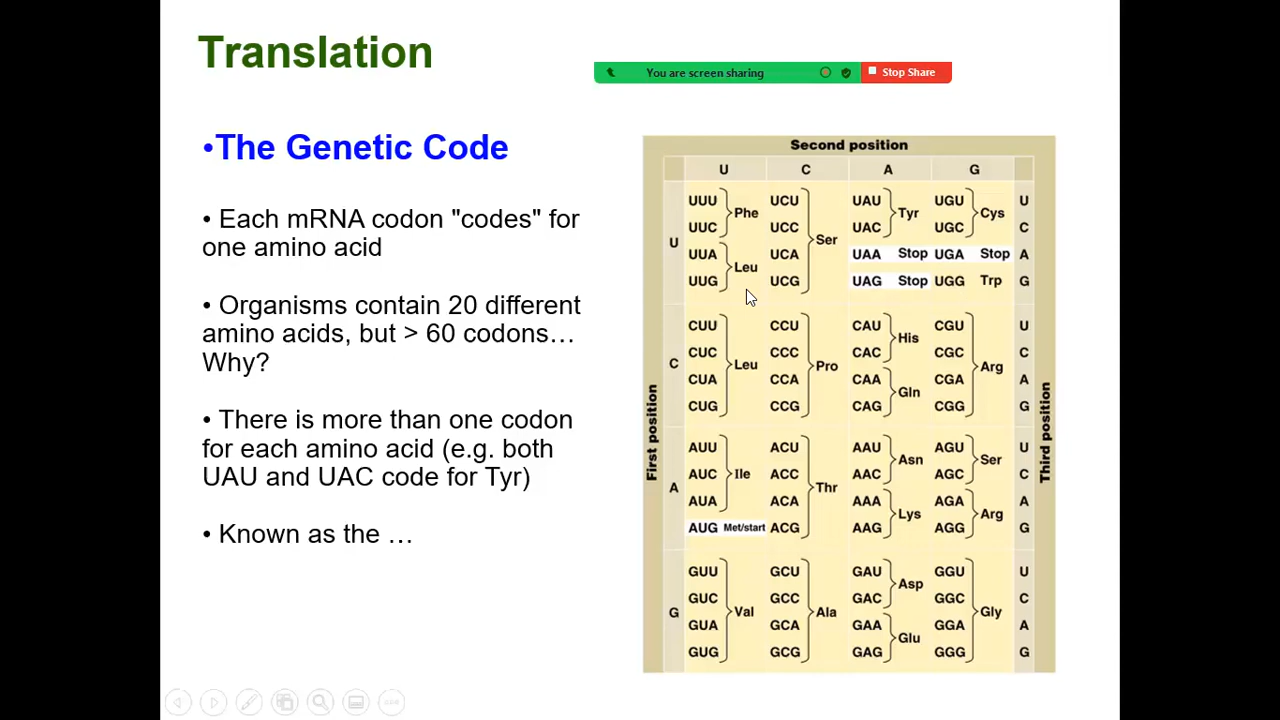 Translation
You are screen sharing
Stop Share
•The Genetic Code
• Each mRNA codon "codes" for
one amino acid
• Organisms contain 20 different
amino acids, but > 60 codons…
Why?
• There is more than one codon
for each amino acid (e.g. both
UAU and UAC code for Tyr)
• Known as the …
Second position
U C A G
First position
Third position
U
UUU UCU UAU UGU U
Phe Tyr Cys
UUC UCC UAC UGC C
Ser
UUA UCA UAA Stop UGA Stop A
Leu
UUG UCG UAG Stop UGG Trp G
C
CUU CCU CAU CGU U
His
CUC CCC CAC CGC C
Leu Pro Arg
CUA CCA CAA CGA A
Gln
CUG CCG CAG CGG G
A
AUU ACU AAU AGU U
Asn Ser
AUC Ile ACC AAC AGC C
Thr
AUA ACA AAA AGA A
Lys Arg
AUG Met/start ACG AAG AGG G
G
GUU GCU GAU GGU U
Asp
GUC GCC GAC GGC C
Val Ala Gly
GUA GCA GAA GGA A
Glu
GUG GCG GAG GGG G